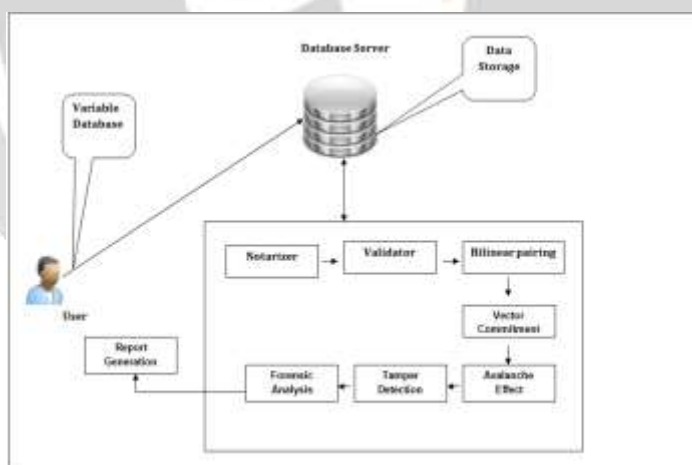 Database Server
Data
Storage
Variable
Database
User
Notarizer
Validator
Bilinear pairing
Vector
Commitment
Avalanche
Effect
Tamper
Detection
Forensic
Analysis
Report
Generation